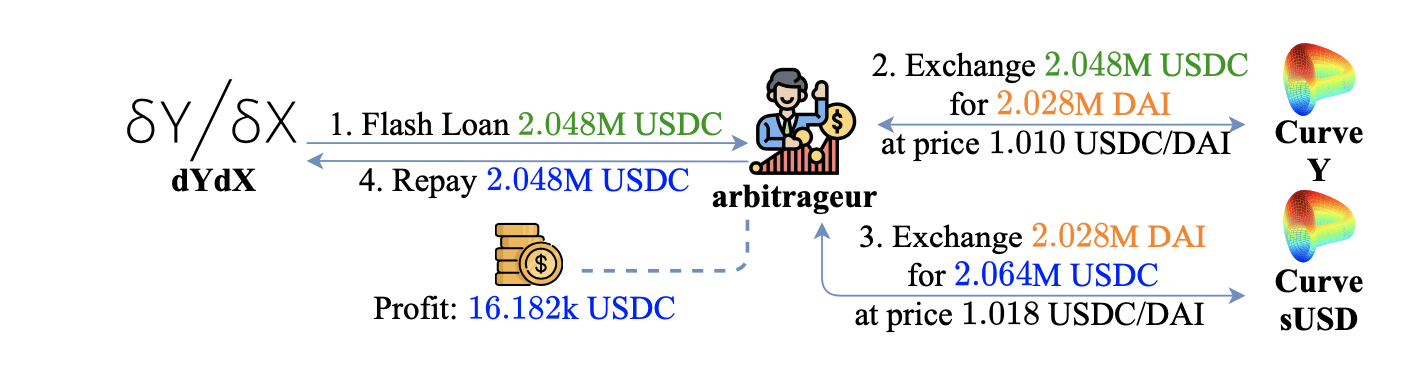 δY/δX
dYdX
1. Flash Loan 2.048M USDC
4. Repay 2.048M USDC
arbitrageur
$
2. Exchange 2.048M USDC
for 2.028M DAI
at price 1.010 USDC/DAI
Curve
Y
3. Exchange 2.028M DAI
for 2.064M USDC
at price 1.018 USDC/DAI
Curve
sUSD
$
Profit: 16.182k USDC